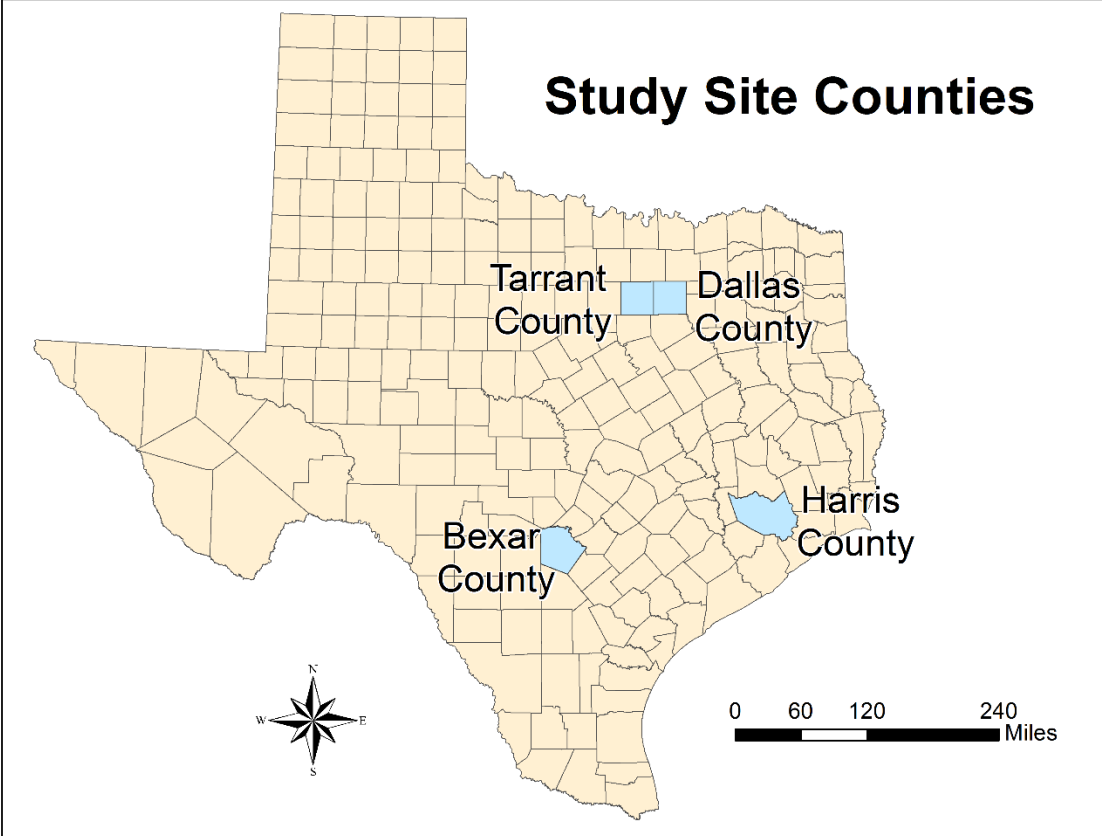 Study Site Counties
Tarrant
County
Dallas
County
Harris
County
Bexar
County
N
W
E
S
0 60 120 240
Miles